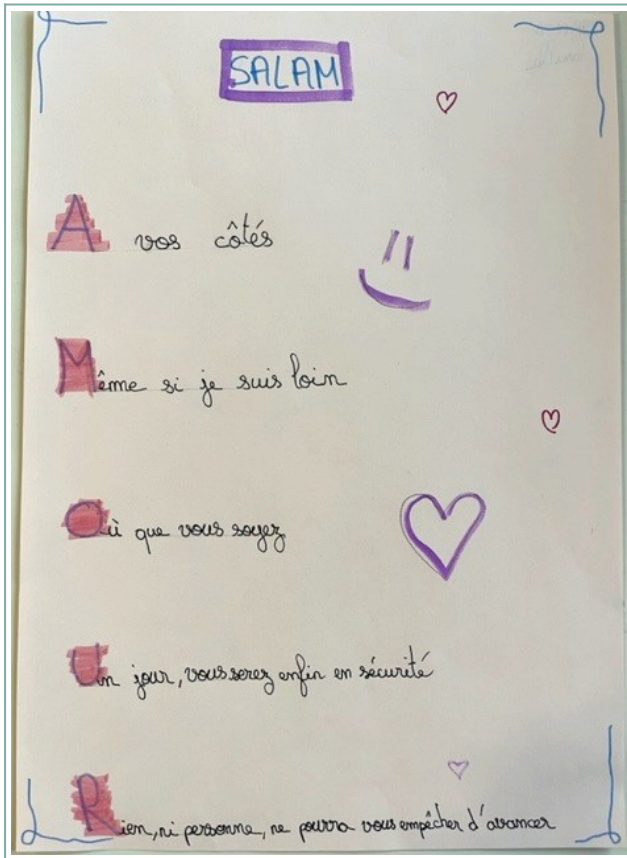 SALAM
A vos côtés
Même si je suis loin
Où que vous soyez
Un jour, vous serez enfin en sécurité
Rien, ni personne, ne pourra vous empêcher d'avancer